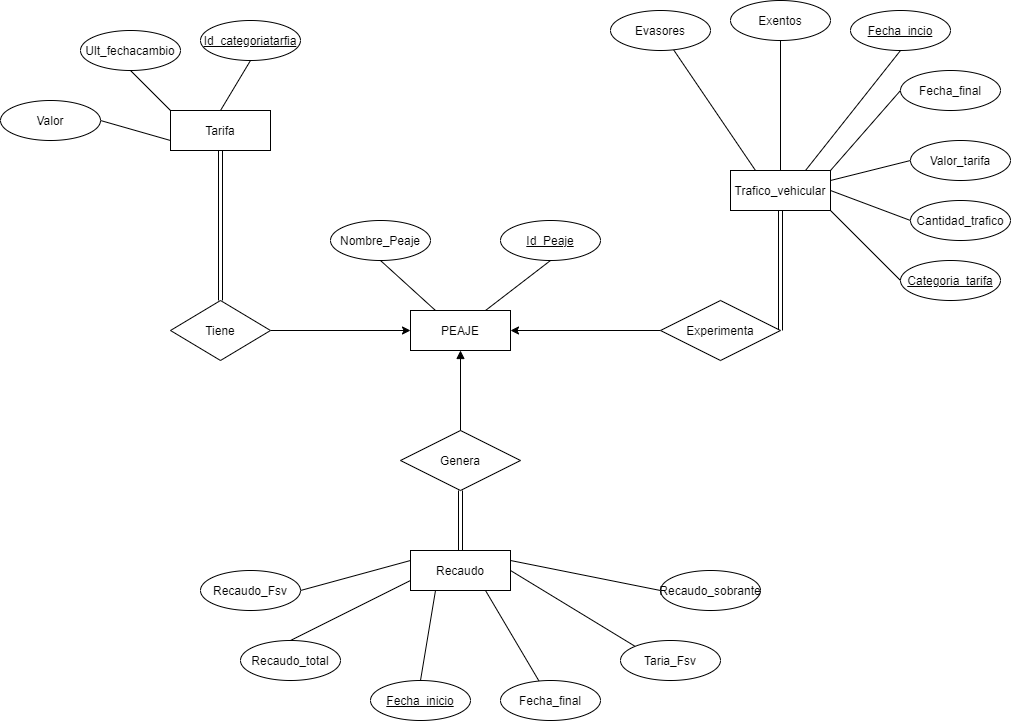 Evasores
Exentos
Fecha_incio
Ult_fechacambio
Id_categoriatarfia
Fecha_final
Valor
Tarifa
Valor_tarifa
Trafico_vehicular
Cantidad_trafico
Nombre_Peaje
Id_Peaje
Categoria_tarifa
Tiene
PEAJE
Experimenta
Genera
Recaudo
Recaudo_Fsv
Recaudo_sobrante
Recaudo_total
Taria_Fsv
Fecha_inicio
Fecha_final